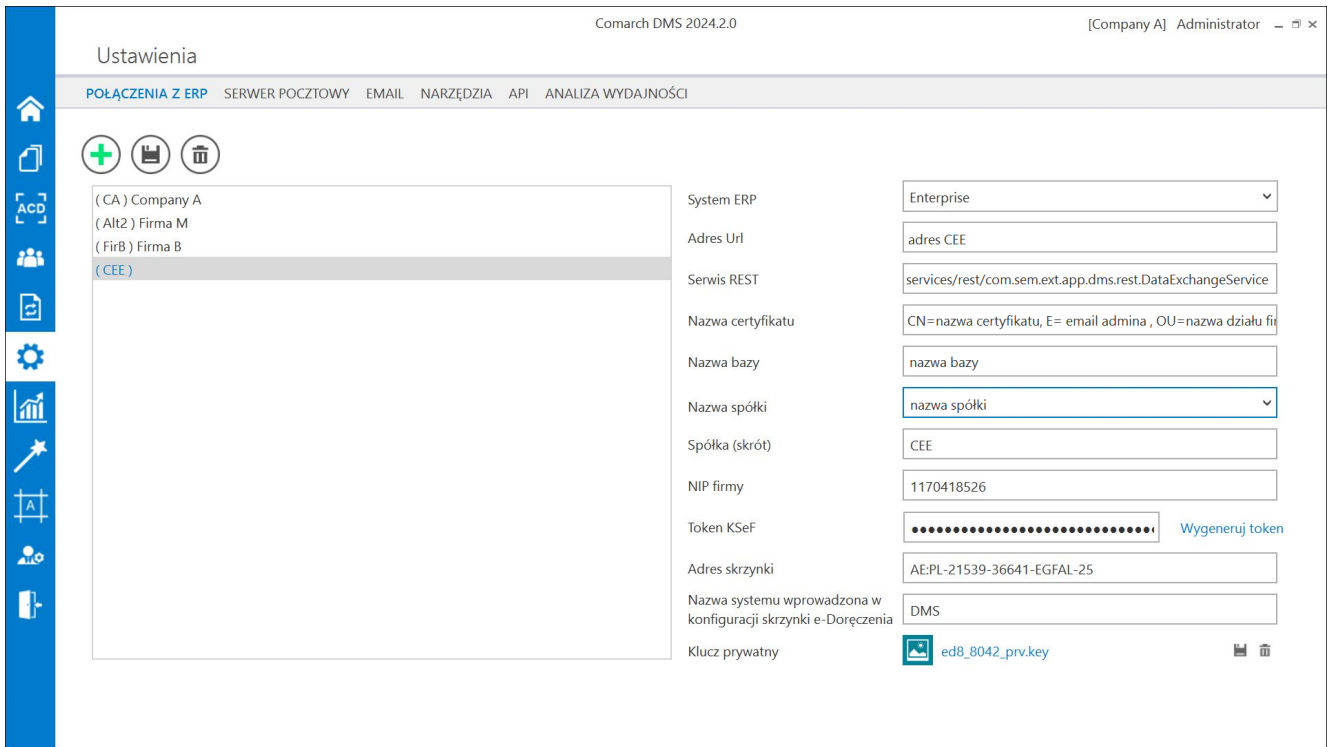 Comarch DMS 2024.2.0
[Company A] Administrator
Ustawienia
POŁĄCZENIA Z ERP SERWER POCZTOWY EMAIL NARZĘDZIA API ANALIZA WYDAJNOŚCI
ACD
A
( CA ) Company A
( Alt2 ) Firma M
( FirB ) Firma B
( CEE )
System ERP Enterprise
Adres Url adres CEE
Serwis REST services/rest/com.sem.ext.app.dms.rest.DataExchangeService
Nazwa certyfikatu CN=nazwa certyfikatu, E= email admina , OU=nazwa działu fir
Nazwa bazy nazwa bazy
Nazwa spółki nazwa spółki
Spółka (skrót) CEE
NIP firmy 1170418526
Token KSeF Wygeneruj token
Adres skrzynki AE:PL-21539-36641-EGFAL-25
Nazwa systemu wprowadzona w
konfiguracji skrzynki e-Doręczenia DMS
Klucz prywatny ed8_8042_prv.key